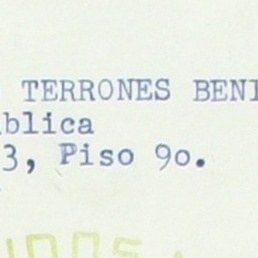 TERRONES BENI
blica
3, Piso 9o.